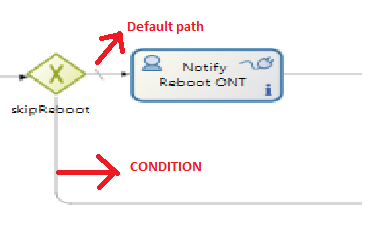 Default path
Notify
Reboot ONT
skipReboot
CONDITION